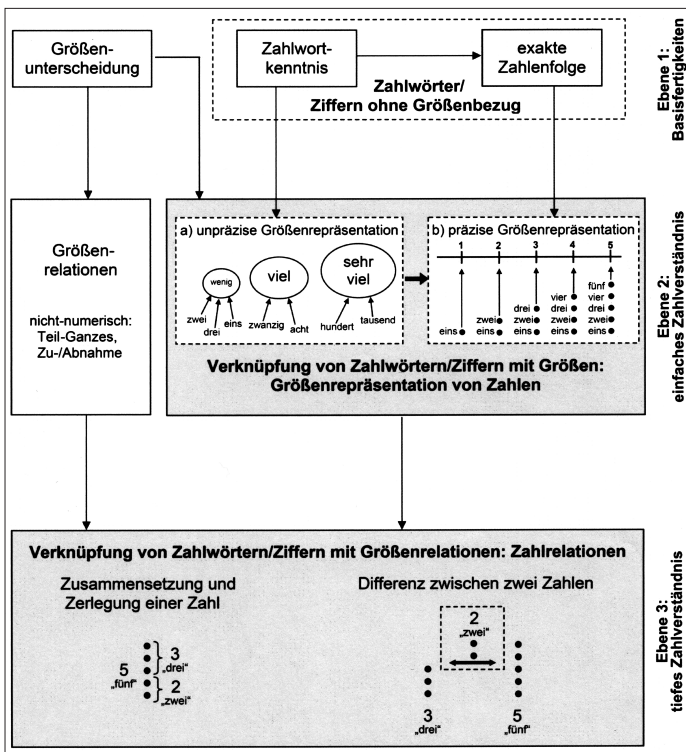 Größen-
unterscheidung
Zahlwort-
kenntnis
exakte
Zahlenfolge
Zahlwörter/
Ziffern ohne Größenbezug
Ebene 1:
Basisfertigkeiten
Größen-
relationen
nicht-numerisch:
Teil-Ganzes,
Zu-/Abnahme
a) unpräzise Größenrepräsentation
wenig
viel
sehr
viel
zwei
drei
eins
zwanzig
acht
hundert
tausend
b) präzise Größenrepräsentation
1 2 3 4 5
fünf
vier vier
drei drei drei
zwei zwei zwei zwei
eins eins eins eins eins
Verknüpfung von Zahlwörtern/Ziffern mit Größen:
Größenrepräsentation von Zahlen
Ebene 2:
einfaches Zahlverständnis
Verknüpfung von Zahlwörtern/Ziffern mit Größenrelationen: Zahlrelationen
Zusammensetzung und
Zerlegung einer Zahl
5
„fünf“
3
„drei“
2
„zwei“
Differenz zwischen zwei Zahlen
2
„zwei“
3
„drei“
5
„fünf“
Ebene 3:
tiefes Zahlverständnis